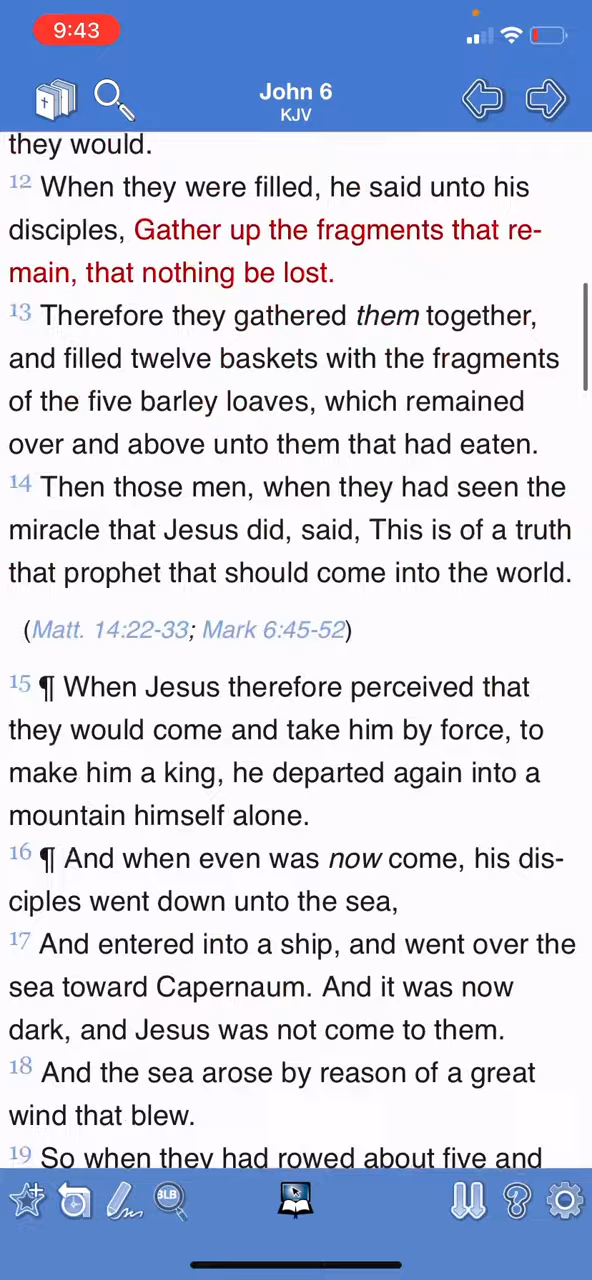 9:43
John 6
KJV
they would.
12 When they were filled, he said unto his
disciples, Gather up the fragments that re-
main, that nothing be lost.
13 Therefore they gathered them together,
and filled twelve baskets with the fragments
of the five barley loaves, which remained
over and above unto them that had eaten.
14 Then those men, when they had seen the
miracle that Jesus did, said, This is of a truth
that prophet that should come into the world.
(Matt. 14:22-33; Mark 6:45-52)
15 ¶ When Jesus therefore perceived that
they would come and take him by force, to
make him a king, he departed again into a
mountain himself alone.
16 ¶ And when even was now come, his dis-
ciples went down unto the sea,
17 And entered into a ship, and went over the
sea toward Capernaum. And it was now
dark, and Jesus was not come to them.
18 And the sea arose by reason of a great
wind that blew.
19 So when they had rowed about five and
BLB